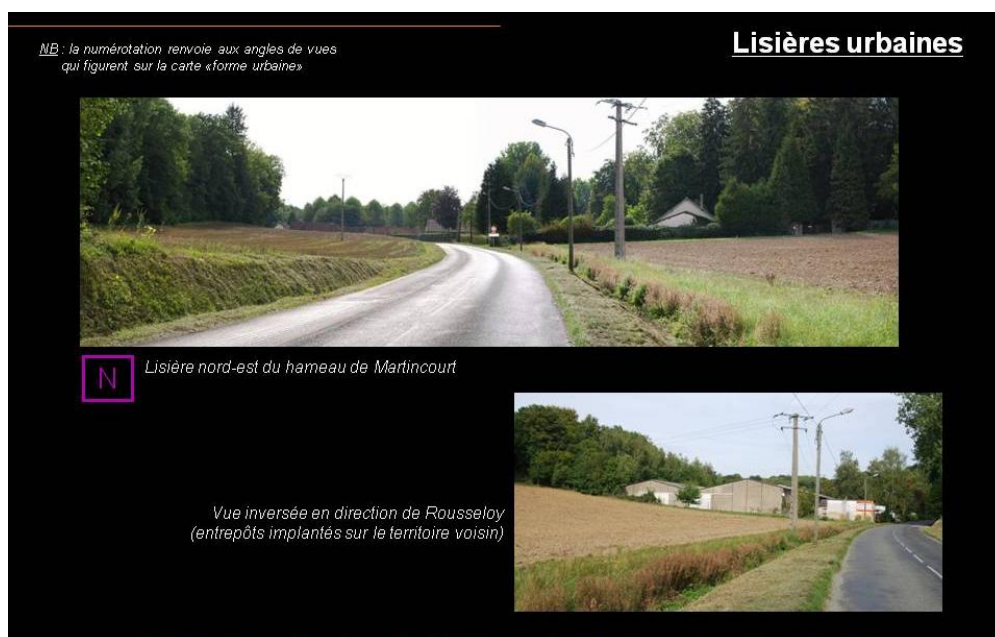 Lisières urbaines
NB : la numérotation renvoie aux angles de vues
qui figurent sur la carte «forme urbaine»
N
Lisière nord-est du hameau de Martincourt
Vue inversée en direction de Rousseloy
(entrepôts implantés sur le territoire voisin)